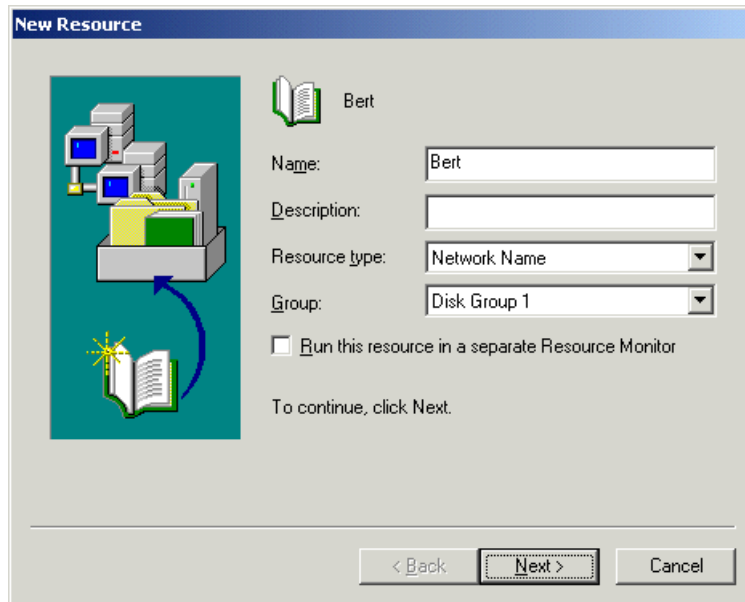 New Resource
Bert
Name: Bert
Description:
Resource type: Network Name
Group: Disk Group 1
Run this resource in a separate Resource Monitor
To continue, click Next.
< Back Next > Cancel